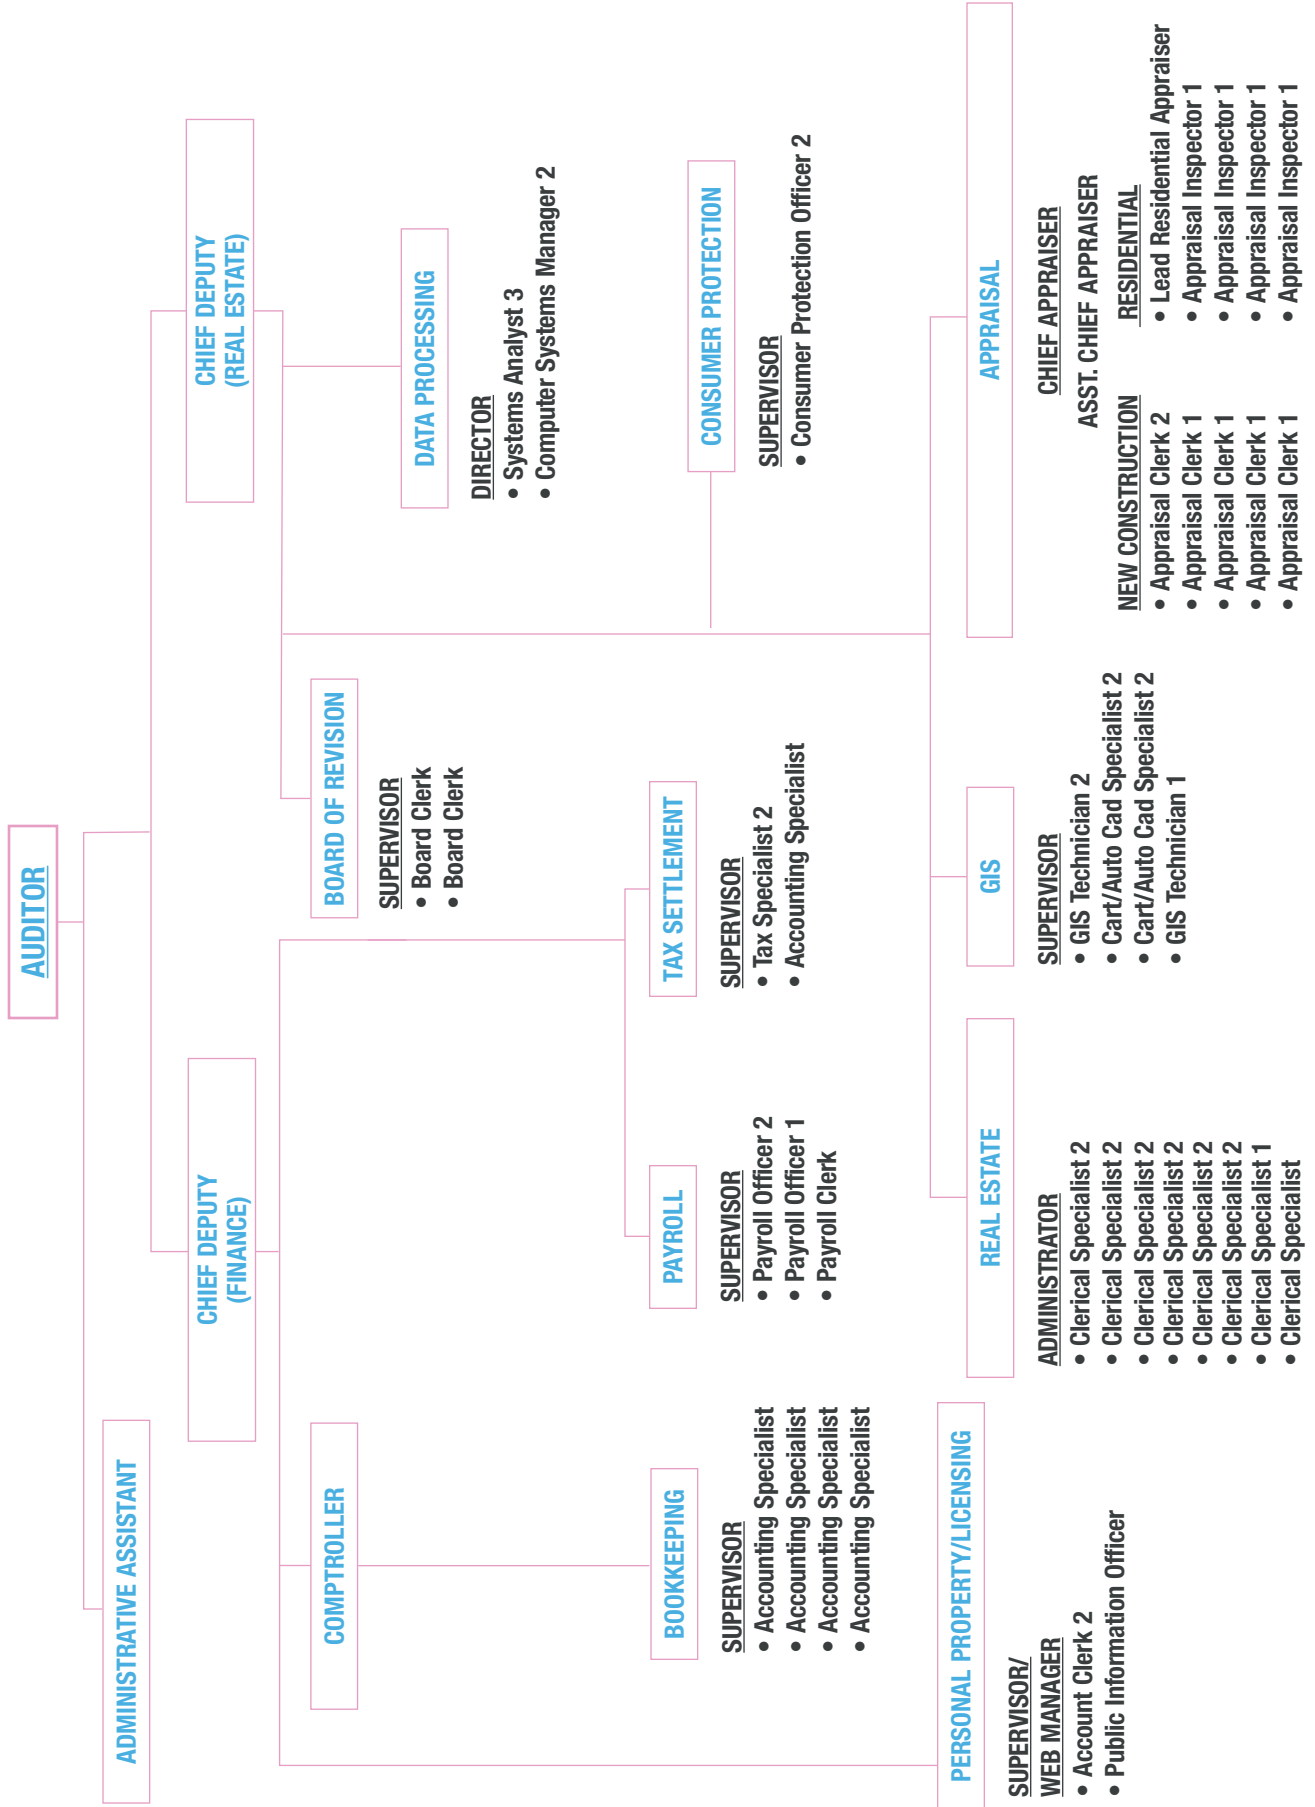 AUDITOR
ADMINISTRATIVE ASSISTANT
CHIEF DEPUTY
(FINANCE)
CHIEF DEPUTY
(REAL ESTATE)
COMPTROLLER
BOARD OF REVISION
SUPERVISOR
• Board Clerk
• Board Clerk
DATA PROCESSING
DIRECTOR
• Systems Analyst 3
• Computer Systems Manager 2
BOOKKEEPING
SUPERVISOR
• Accounting Specialist
• Accounting Specialist
• Accounting Specialist
• Accounting Specialist
PAYROLL
SUPERVISOR
• Payroll Officer 2
• Payroll Officer 1
• Payroll Clerk
TAX SETTLEMENT
SUPERVISOR
• Tax Specialist 2
• Accounting Specialist
CONSUMER PROTECTION
SUPERVISOR
• Consumer Protection Officer 2
PERSONAL PROPERTY/LICENSING
SUPERVISOR/
WEB MANAGER
• Account Clerk 2
• Public Information Officer
REAL ESTATE
ADMINISTRATOR
• Clerical Specialist 2
• Clerical Specialist 2
• Clerical Specialist 2
• Clerical Specialist 2
• Clerical Specialist 2
• Clerical Specialist 2
• Clerical Specialist 1
• Clerical Specialist
GIS
SUPERVISOR
• GIS Technician 2
• Cart/Auto Cad Specialist 2
• Cart/Auto Cad Specialist 2
• GIS Technician 1
APPRAISAL
CHIEF APPRAISER
ASST. CHIEF APPRAISER
NEW CONSTRUCTION
• Appraisal Clerk 2
• Appraisal Clerk 1
• Appraisal Clerk 1
• Appraisal Clerk 1
• Appraisal Clerk 1
RESIDENTIAL
• Lead Residential Appraiser
• Appraisal Inspector 1
• Appraisal Inspector 1
• Appraisal Inspector 1
• Appraisal Inspector 1